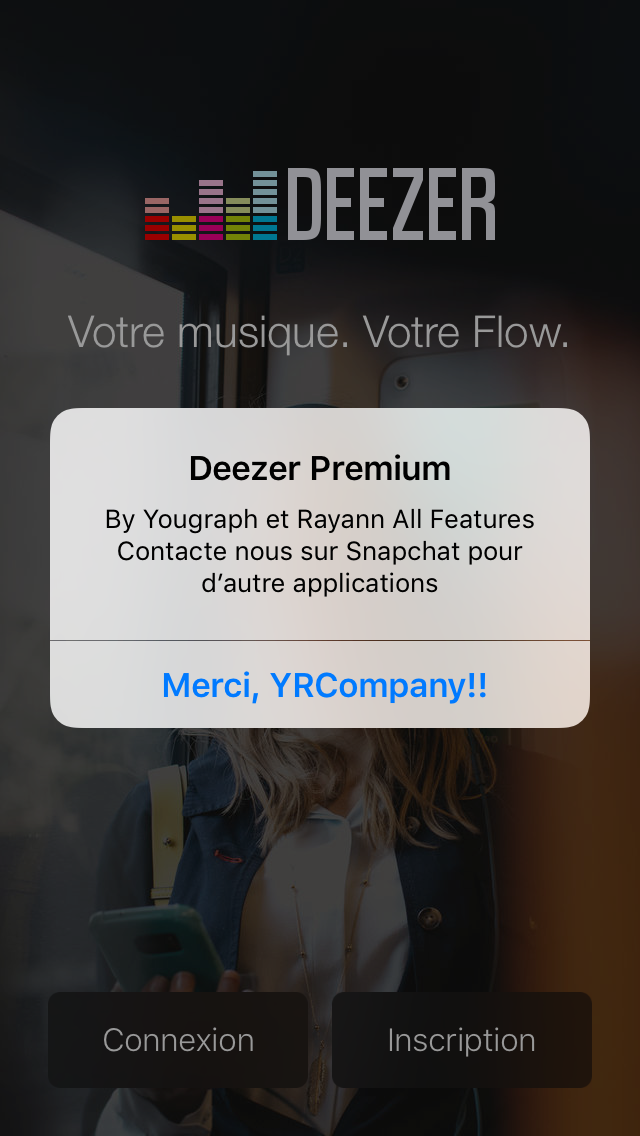 DEEZER
Votre musique. Votre Flow.
Deezer Premium
By Yougraph et Rayann All Features
Contacte nous sur Snapchat pour
d’autre applications
Merci, YRCompany!!
Connexion
Inscription